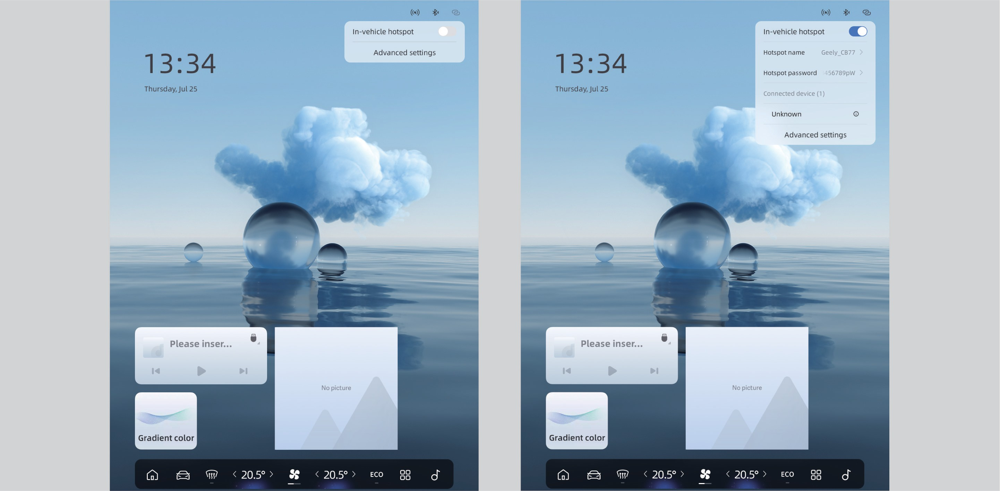 In-vehicle hotspot
Advanced settings
13:34
Thursday, Jul 25
Please inser...
No picture
Gradient color
20.5°
20.5°
ECO
In-vehicle hotspot
Hotspot name Geely_CB77
Hotspot password 456789pW
Connected device (1)
Unknown
Advanced settings
13:34
Thursday, Jul 25
Please inser...
No picture
Gradient color
20.5°
20.5°
ECO